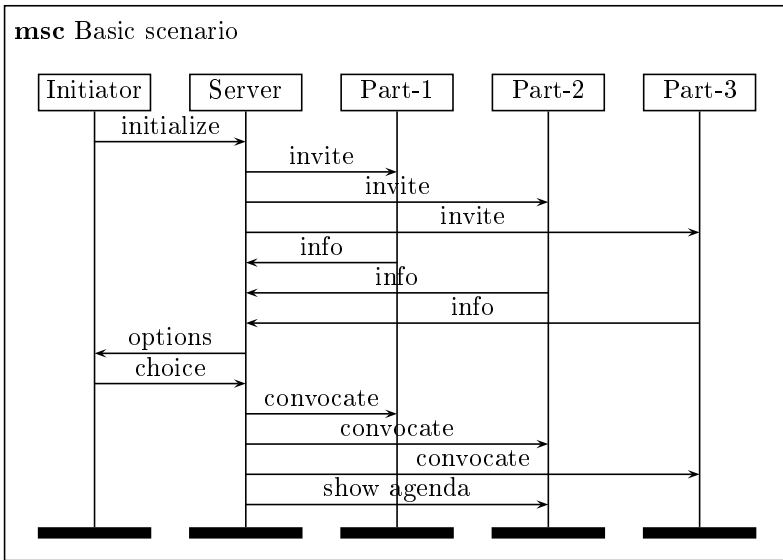 msc Basic scenario
Initiator Server Part-1 Part-2 Part-3
initialize
invite
invite
invite
info
info
info
options
choice
convocate
convocate
convocate
show agenda